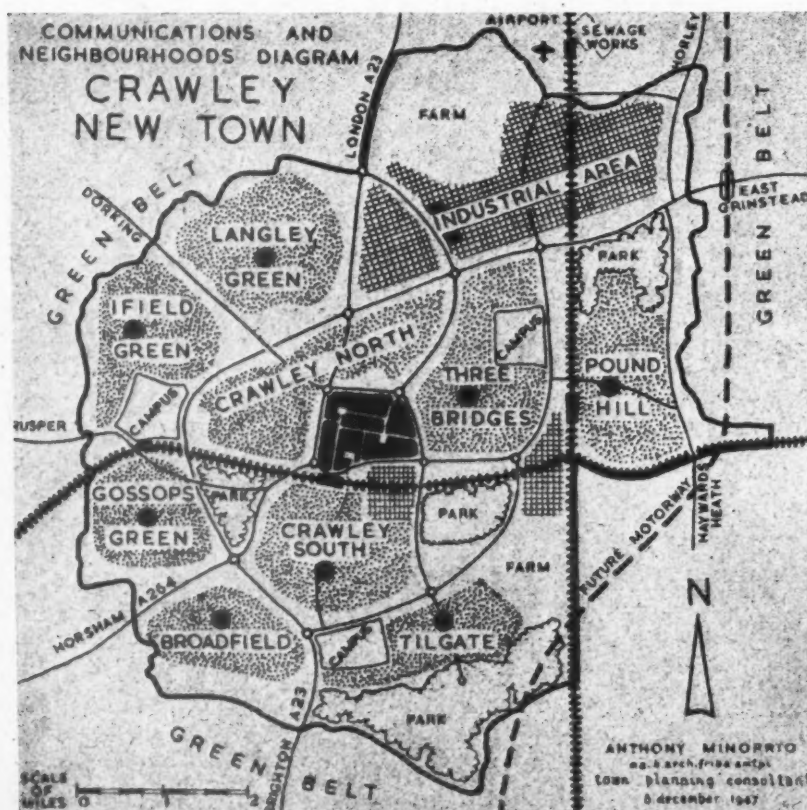 COMMUNICATIONS AND
NEIGHBOURHOODS DIAGRAM
CRAWLEY
NEW TOWN
AIRPORT
SEWAGE
WORKS
HORLEY
LONDON A23
FARM
GREEN BELT
INDUSTRIAL AREA
EAST
GRINSTEAD
GREEN BELT
DORKING
LANGLEY
GREEN
PARK
IFIELD
GREEN
CRAWLEY NORTH
CAMPUS
THREE
BRIDGES
POUND
HILL
CAMPUS
RUSPER
GOSSOPS
GREEN
PARK
CRAWLEY
SOUTH
PARK
HAYWARDS
HEATH
FUTURE MOTORWAY
FARM
N
HORSHAM A264
BROADFIELD
CAMPUS
TILGATE
PARK
A23
BRIGHTON
GREEN BELT
SCALE
OF
MILES
0 1 2
ANTHONY MINOPRIO
m.a. b.arch. f.r.i.b.a. a.m.t.p.i.
town planning consultant
8 december 1947